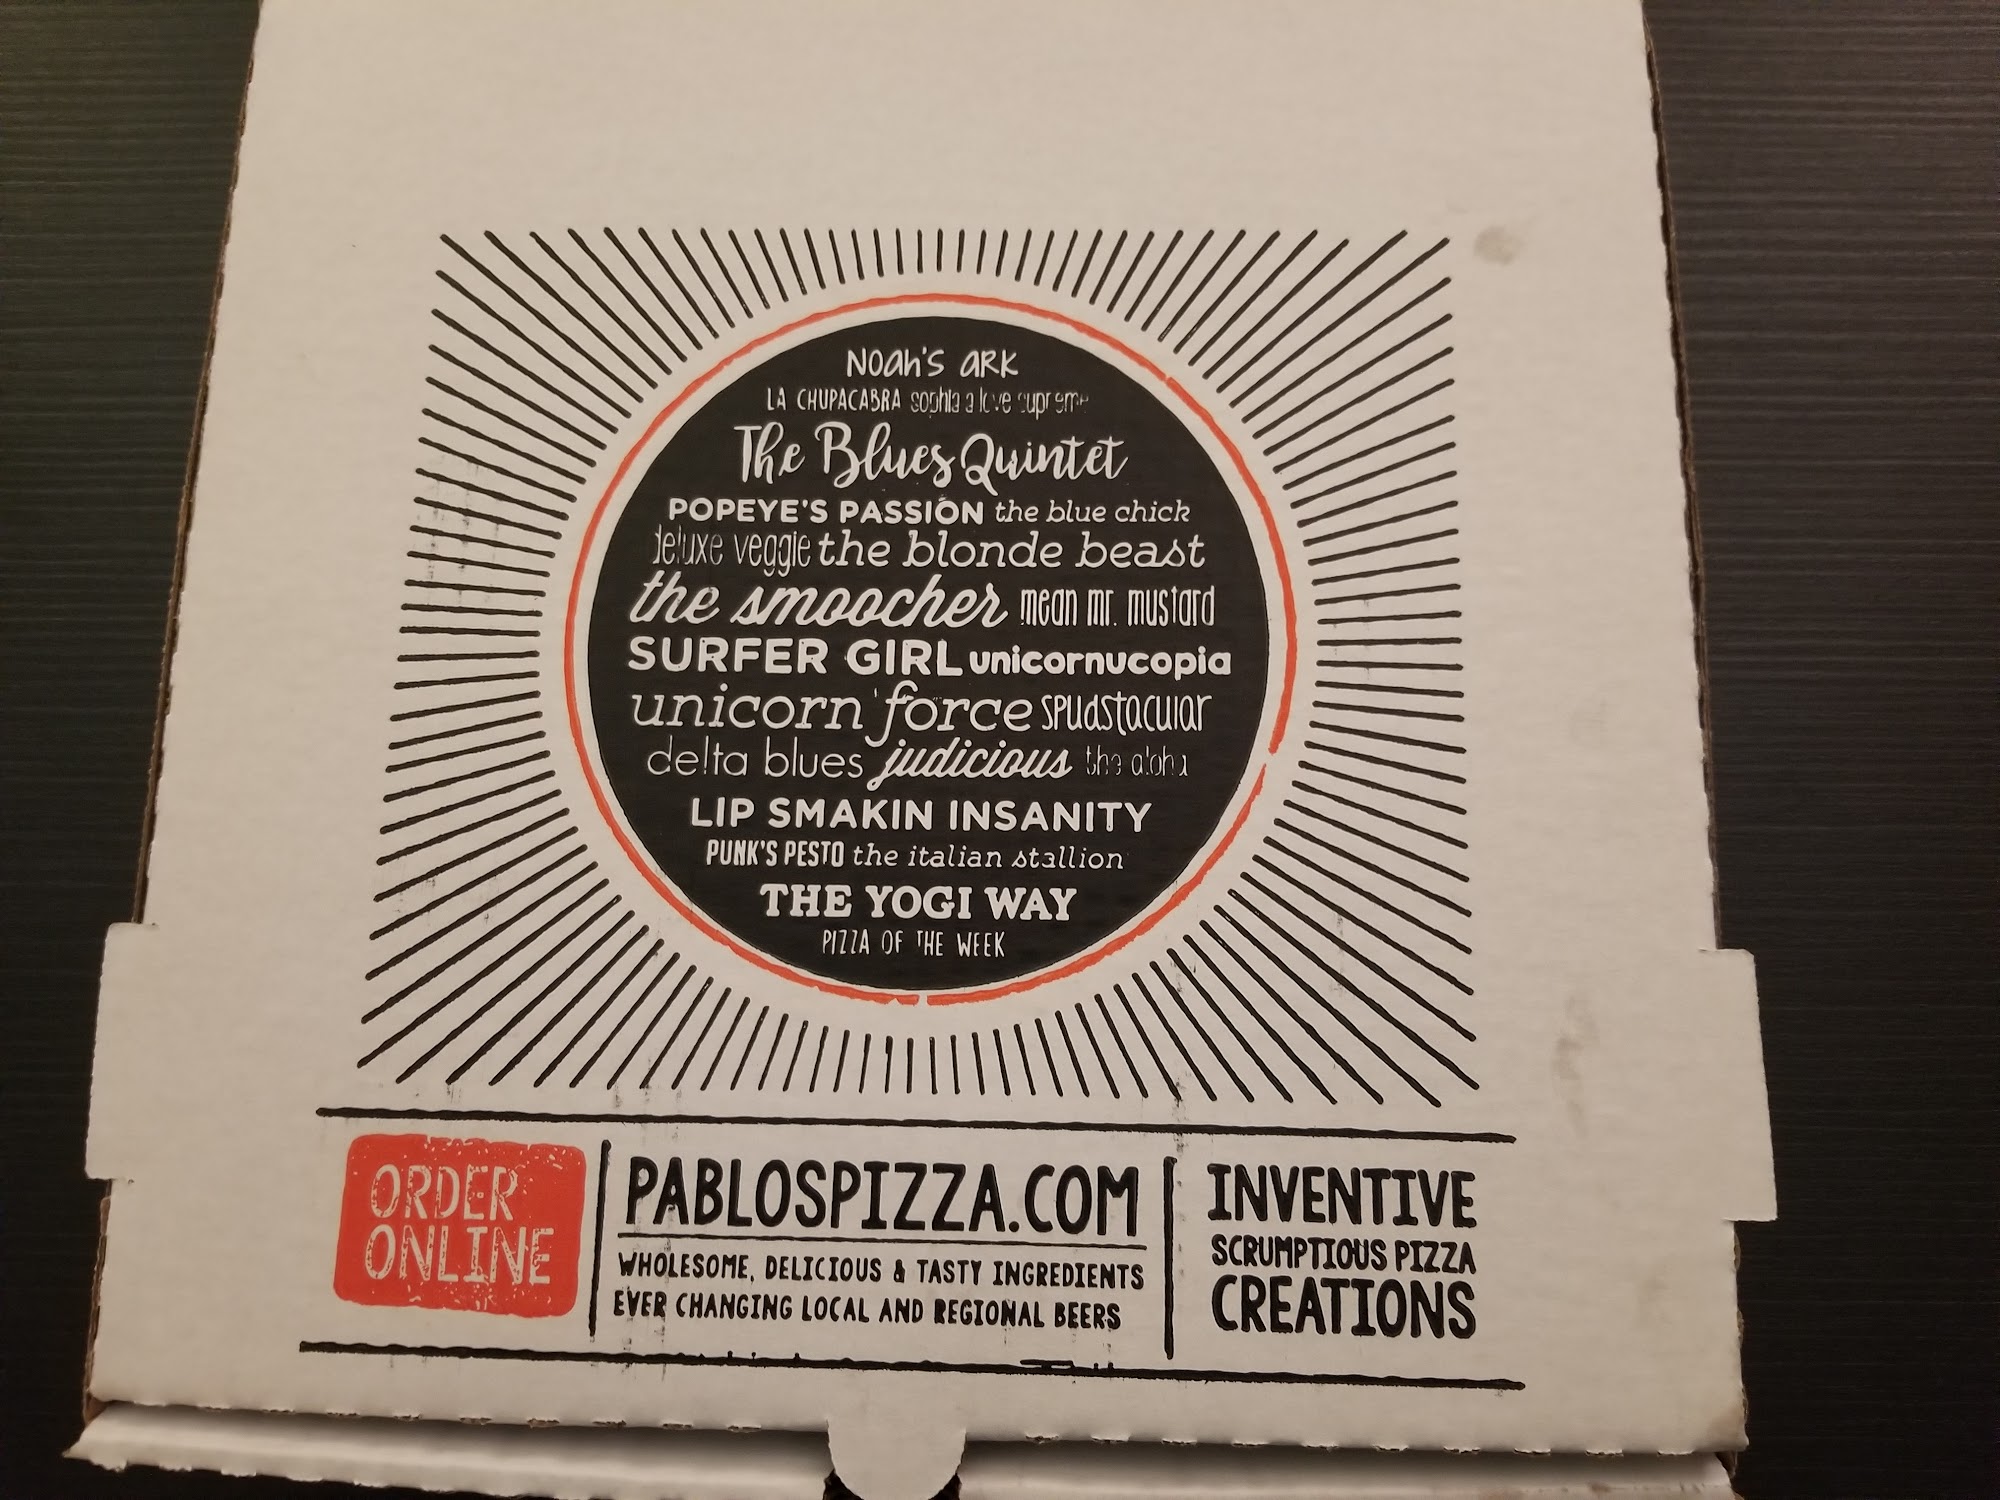 Noah's Ark
LA CHUPACABRA sophia a love supreme
The Blues Quintet
POPEYE'S PASSION the blue chick
deluxe veggie the blonde beast
the smoocher mean mr. mustard
SURFER GIRL unicornucopia
unicorn force spudstacular
delta blues judicious the aloha
LIP SMAKIN INSANITY
PUNK'S PESTO the italian stallion
THE YOGI WAY
PIZZA OF THE WEEK
ORDER
ONLINE
PABLOSPIZZA.COM
WHOLESOME, DELICIOUS & TASTY INGREDIENTS
EVER CHANGING LOCAL AND REGIONAL BEERS
INVENTIVE
SCRUMPTIOUS PIZZA
CREATIONS